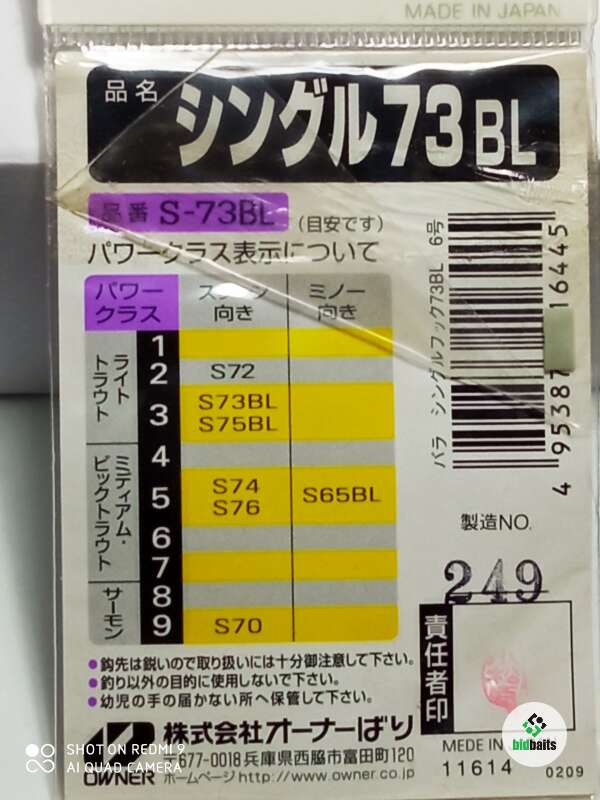 MADE IN JAPAN
品名 シングル73BL
品番 S-73BL (目安です)
パワークラス表示について
パワークラス スプーン向き ミノー向き
ライトトラウト
ミディアム・ビックトラウト
サーモン
1
2 S72
3 S73BL S75BL
4
5 S74 S76 S65BL
6
7
8
9 S70
バラ シングルフック73BL 6号
4 95387 16445
製造NO.
249
責任者印
●鈎先は鋭いので取り扱いには十分御注意して下さい。
●釣り以外の目的に使用しないで下さい。
●幼児の手の届かない所へ保管して下さい。
OWNER
株式会社オーナーばり
677-0018 兵庫県西脇市富田町120
ホームページ http://www.owner.co.jp
MADE IN
11614 0209
SHOT ON REDMI 9
AI QUAD CAMERA
bidbaits